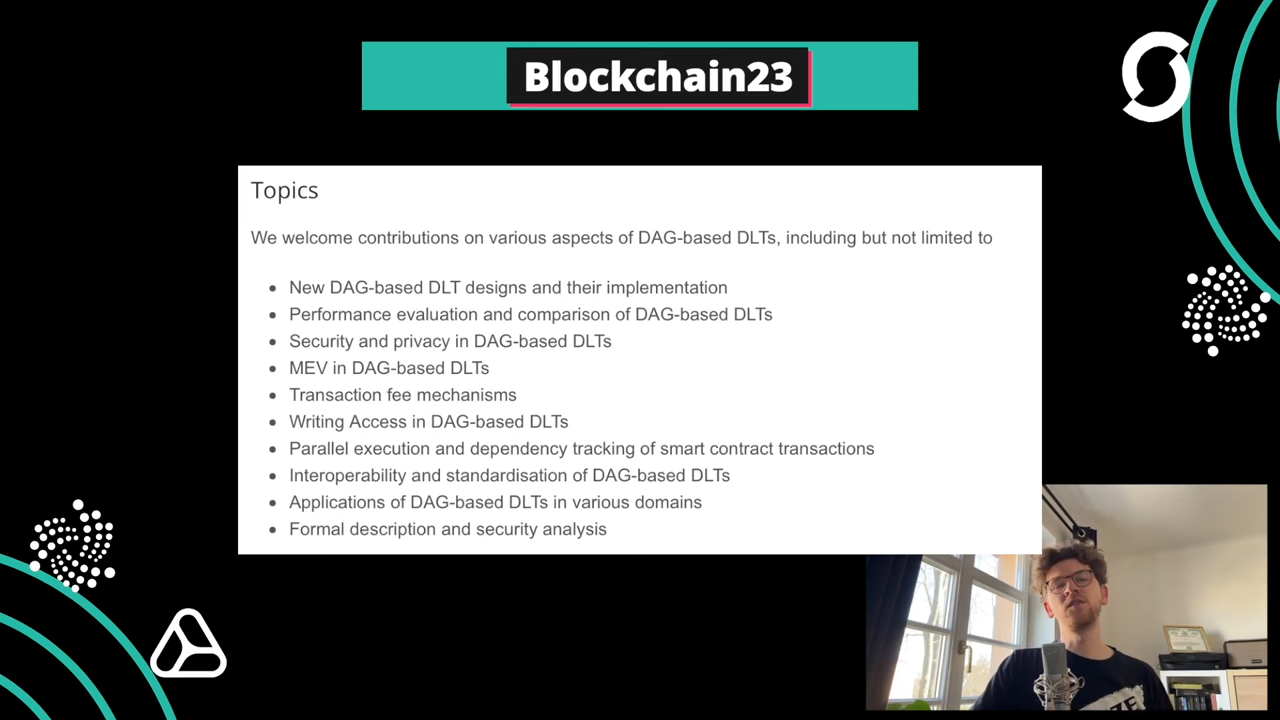 Blockchain23
Topics
We welcome contributions on various aspects of DAG-based DLTs, including but not limited to
• New DAG-based DLT designs and their implementation
• Performance evaluation and comparison of DAG-based DLTs
• Security and privacy in DAG-based DLTs
• MEV in DAG-based DLTs
• Transaction fee mechanisms
• Writing Access in DAG-based DLTs
• Parallel execution and dependency tracking of smart contract transactions
• Interoperability and standardisation of DAG-based DLTs
• Applications of DAG-based DLTs in various domains
• Formal description and security analysis